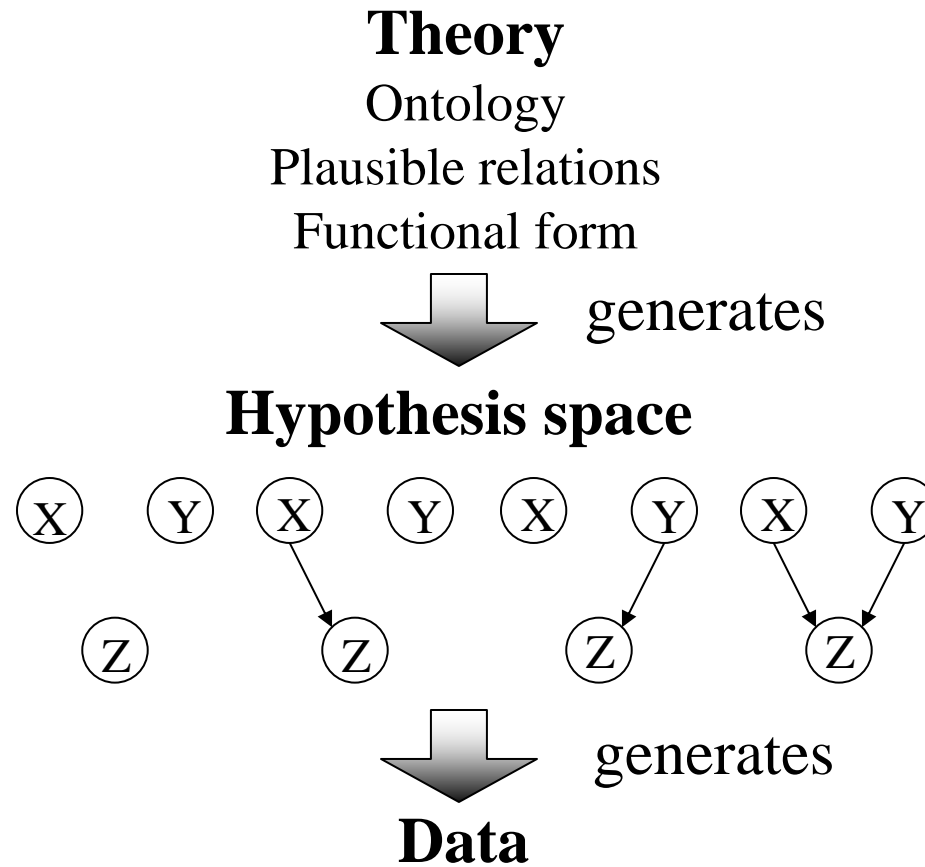 Theory
Ontology
Plausible relations
Functional form
generates
Hypothesis space
X Y X Y X Y X Y
Z Z Z Z
generates
Data